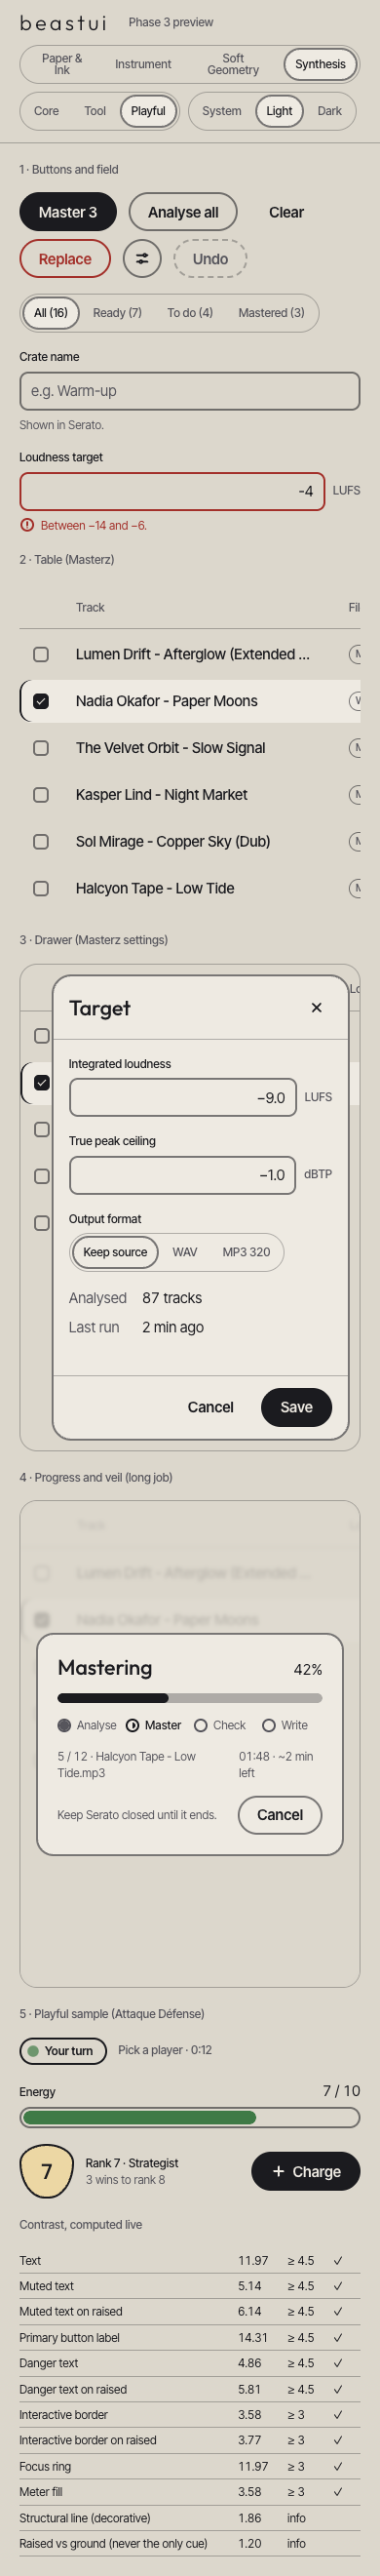 beastui Phase 3 preview
Paper &
Ink
Instrument
Soft
Geometry
Synthesis
Core Tool Playful System Light Dark
1 · Buttons and field
Master 3 Analyse all Clear
Replace Undo
All (16) Ready (7) To do (4) Mastered (3)
Crate name
e.g. Warm-up
Shown in Serato.
Loudness target
-4 LUFS
Between −14 and −6.
2 · Table (Masterz)
Track Fil
Lumen Drift - Afterglow (Extended ...
Nadia Okafor - Paper Moons
The Velvet Orbit - Slow Signal
Kasper Lind - Night Market
Sol Mirage - Copper Sky (Dub)
Halcyon Tape - Low Tide
3 · Drawer (Masterz settings)
Target
Integrated loudness
−9.0 LUFS
True peak ceiling
−1.0 dBTP
Output format
Keep source WAV MP3 320
Analysed 87 tracks
Last run 2 min ago
Cancel Save
4 · Progress and veil (long job)
Track
Lumen Drift - Afterglow (Extended ...
Nadia Okafor - Paper Moons
Mastering 42%
Analyse Master Check Write
5 / 12 · Halcyon Tape - Low
Tide.mp3
01:48 · ~2 min
left
Keep Serato closed until it ends. Cancel
5 · Playful sample (Attaque Défense)
Your turn Pick a player · 0:12
Energy 7 / 10
7
Rank 7 · Strategist
3 wins to rank 8
Charge
Contrast, computed live
Text 11.97 ≥ 4.5 ✓
Muted text 5.14 ≥ 4.5 ✓
Muted text on raised 6.14 ≥ 4.5 ✓
Primary button label 14.31 ≥ 4.5 ✓
Danger text 4.86 ≥ 4.5 ✓
Danger text on raised 5.81 ≥ 4.5 ✓
Interactive border 3.58 ≥ 3 ✓
Interactive border on raised 3.77 ≥ 3 ✓
Focus ring 11.97 ≥ 3 ✓
Meter fill 3.58 ≥ 3 ✓
Structural line (decorative) 1.86 info
Raised vs ground (never the only cue) 1.20 info